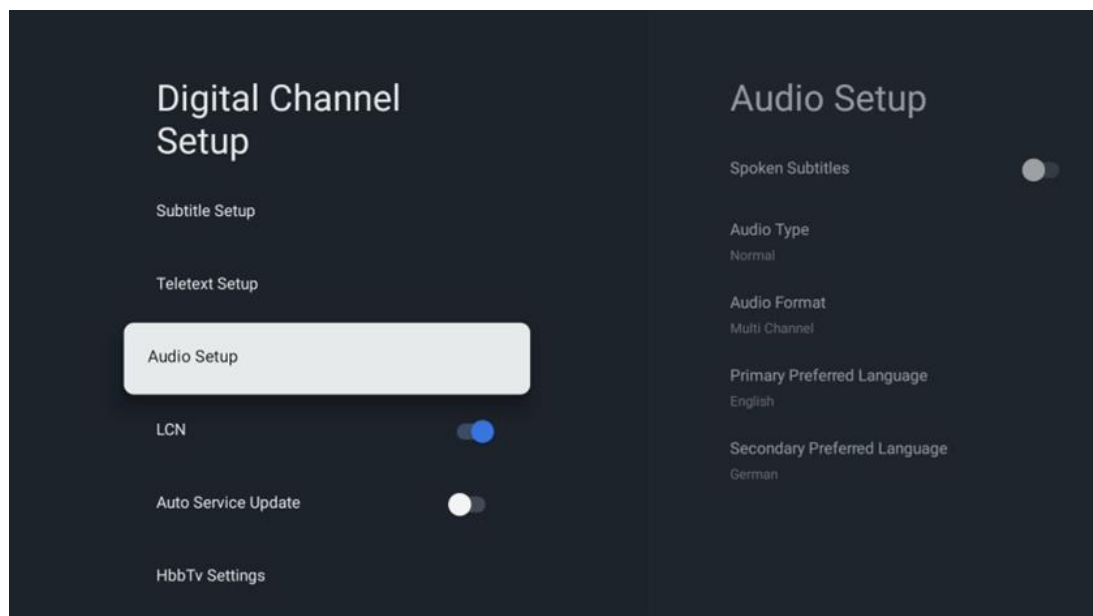 Digital Channel
Setup
Subtitle Setup
Teletext Setup
Audio Setup
LCN
Auto Service Update
HbbTv Settings
Audio Setup
Spoken Subtitles
Audio Type
Normal
Audio Format
Multi Channel
Primary Preferred Language
English
Secondary Preferred Language
German